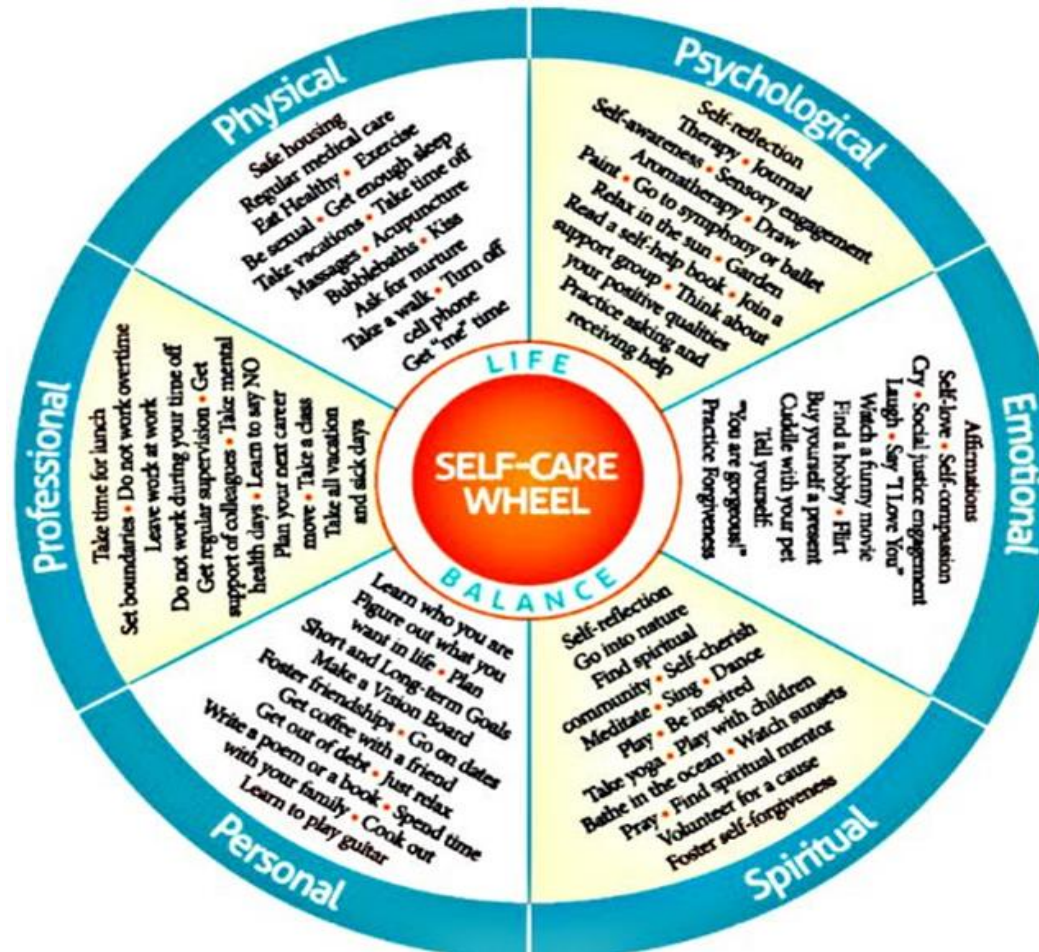 Physical
Safe housing
Regular medical care
Eat Healthy • Exercise
Be sexual • Get enough sleep
Take vacations • Take time off
Massages • Acupuncture
Bubblebaths • Kiss
Ask for nurture
Take a walk • Turn off
cell phone
Get "me" time
Psychological
Self-reflection
Therapy • Journal
Self-awareness • Sensory engagement
Aromatherapy • Draw
Paint • Go to symphony or ballet
Relax in the sun • Garden
Read a self-help book • Join a
support group • Think about
your positive qualities
Practice asking and
receiving help
Emotional
Affirmations
Self-love • Self-compassion
Cry • Social justice engagement
Laugh • Say "I Love You"
Watch a funny movie
Find a hobby • Flirt
Buy yourself a present
Cuddle with your pet
Tell yourself:
"You are gorgeous!"
Practice Forgiveness
Spiritual
Self-reflection
Go into nature
Find spiritual
community • Self-cherish
Meditate • Sing • Dance
Play • Be inspired
Take yoga • Play with children
Bathe in the ocean • Watch sunsets
Pray • Find spiritual mentor
Volunteer for a cause
Foster self-forgiveness
Personal
Learn who you are
Figure out what you
want in life • Plan
Short and Long-term Goals
Make a Vision Board
Foster friendships • Go on dates
Get coffee with a friend
Get out of debt • Just relax
Write a poem or a book • Spend time
with your family • Cook out
Learn to play guitar
Professional
Take time for lunch
Set boundaries • Do not work overtime
Leave work at work
Do not work during your time off
Get regular supervision • Get
support of colleagues • Take mental
health days • Learn to say NO
Plan your next career
move • Take a class
Take all vacation
and sick days
LIFE
SELF-CARE
WHEEL
BALANCE